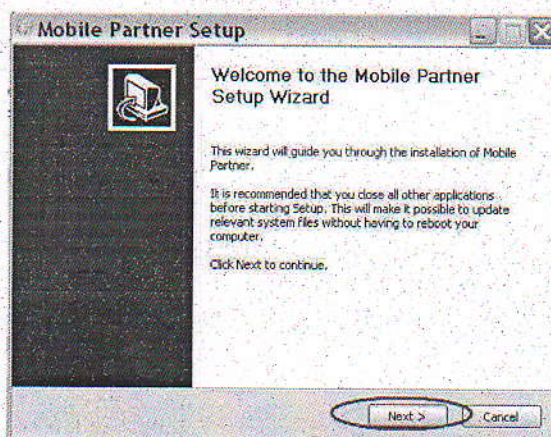 Mobile Partner Setup
Welcome to the Mobile Partner
Setup Wizard
This wizard will guide you through the installation of Mobile
Partner.
It is recommended that you close all other applications
before starting Setup. This will make it possible to update
relevant system files without having to reboot your
computer.
Click Next to continue.
Next >
Cancel